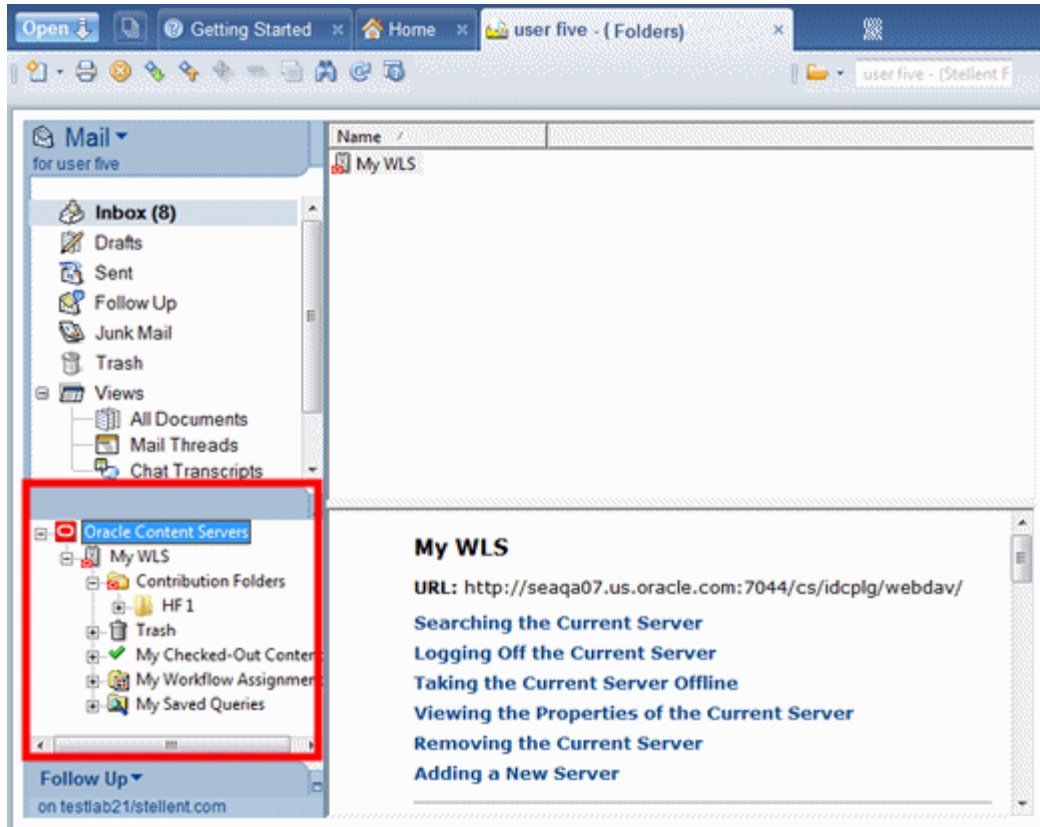 Open
Getting Started
Home
user five - ( Folders)
user five - (Stellent F
Mail
for user five
Inbox (8)
Drafts
Sent
Follow Up
Junk Mail
Trash
Views
All Documents
Mail Threads
Chat Transcripts
Name
My WLS
Oracle Content Servers
My WLS
Contribution Folders
HF 1
Trash
My Checked-Out Conten
My Workflow Assignmen
My Saved Queries
Follow Up
on testlab21/stellent.com
My WLS
URL: http://seaqa07.us.oracle.com:7044/cs/idcplg/webdav/
Searching the Current Server
Logging Off the Current Server
Taking the Current Server Offline
Viewing the Properties of the Current Server
Removing the Current Server
Adding a New Server